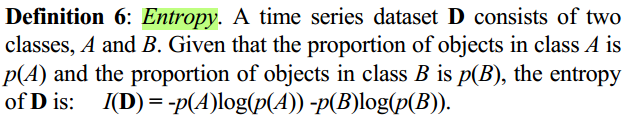 Definition 6: Entropy. A time series dataset D consists of two
classes, A and B. Given that the proportion of objects in class A is
p(A) and the proportion of objects in class B is p(B), the entropy
of D is: I(D) = -p(A)log(p(A)) -p(B)log(p(B)).